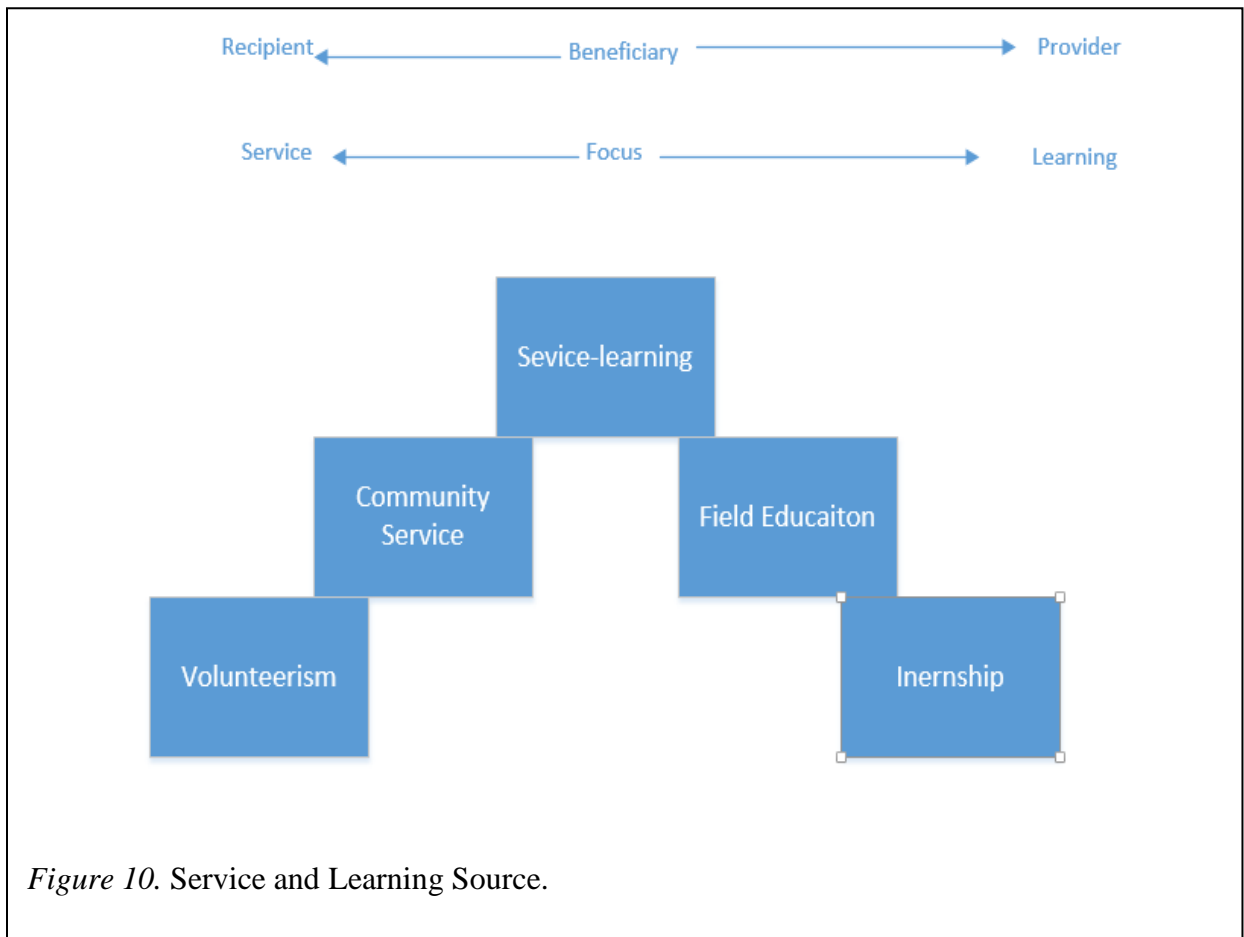 Recipient Beneficiary Provider
Service Focus Learning
Sevice-learning
Community
Service
Field Educaiton
Volunteerism
Inernship
Figure 10. Service and Learning Source.